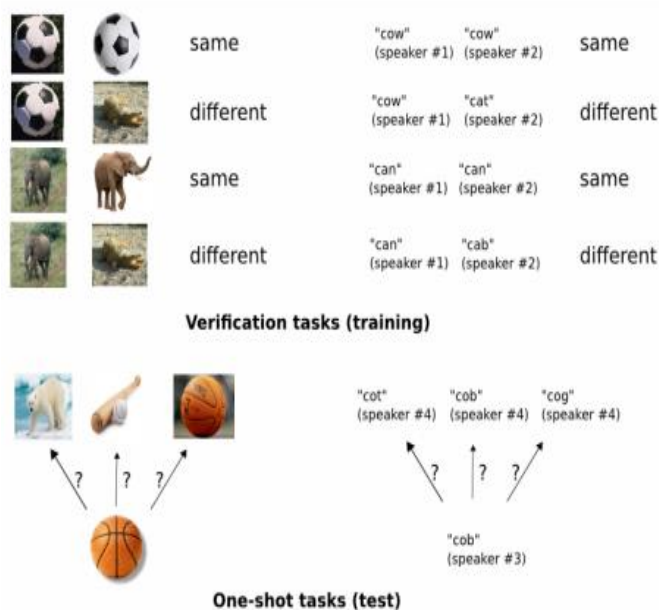 same
"cow" "cow"
(speaker #1) (speaker #2)
same
different
"cow" "cat"
(speaker #1) (speaker #2)
different
same
"can" "can"
(speaker #1) (speaker #2)
same
different
"can" "cab"
(speaker #1) (speaker #2)
different
Verification tasks (training)
"cot" "cob" "cog"
(speaker #4) (speaker #4) (speaker #4)
? ? ?
? ? ?
"cob"
(speaker #3)
One-shot tasks (test)